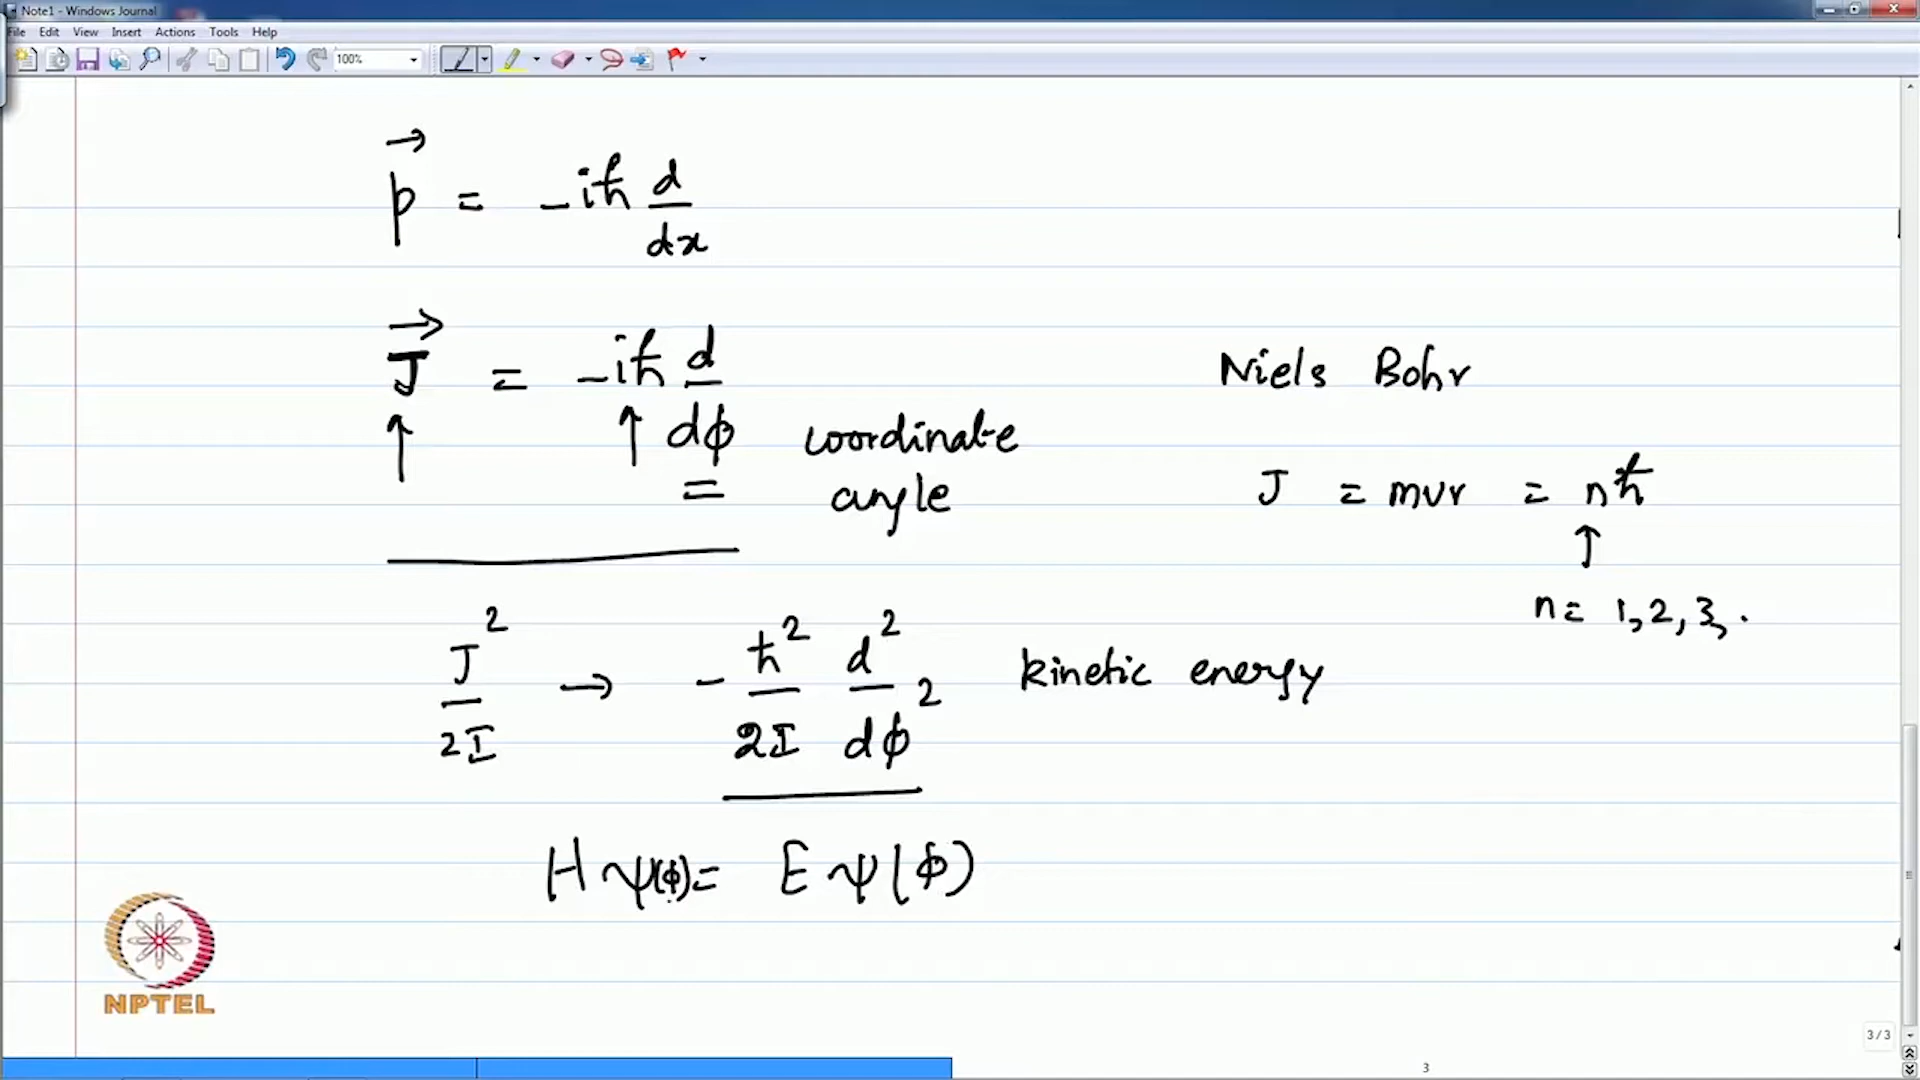 Note1 - Windows Journal
File Edit View Insert Actions Tools Help
100%
p⃗ = -iħ d/dx
J⃗ = -iħ d/dφ coordinate
angle
Niels Bohr
J = mvr = nħ
↑
n = 1, 2, 3, .
J²/2I → -ħ²/2I d²/dφ² kinetic energy
Hψ(φ) = Eψ(φ)
NPTEL
3/3
3